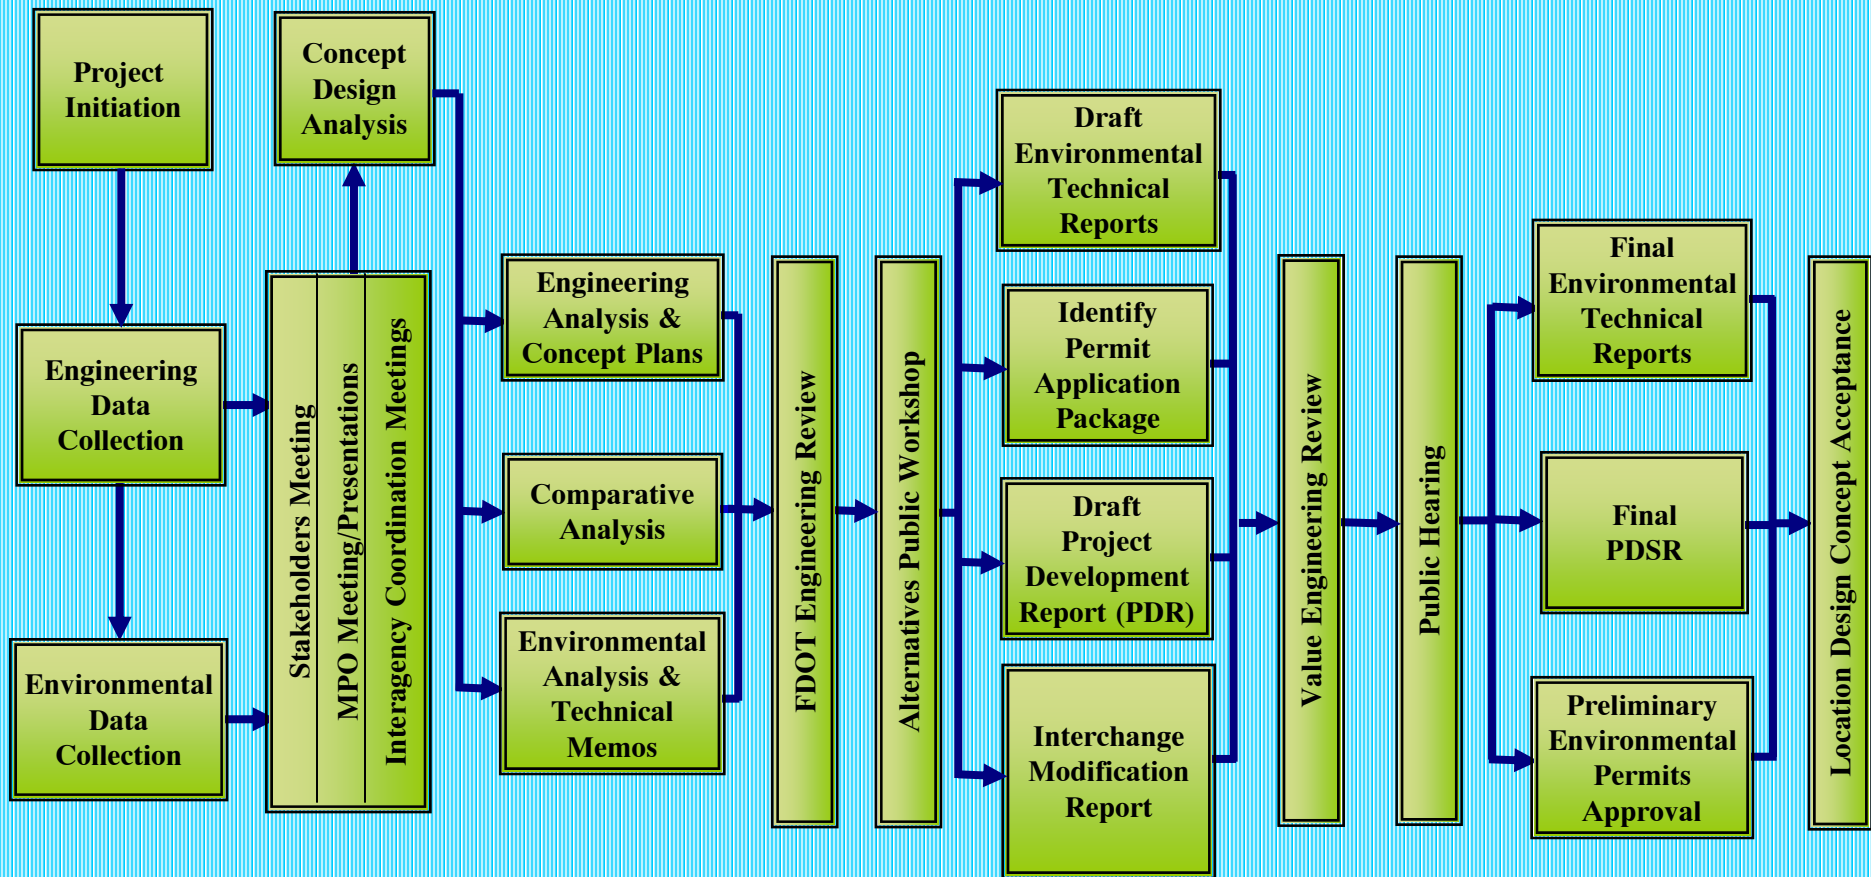 Project
Initiation
Engineering
Data
Collection
Environmental
Data
Collection
Stakeholders Meeting
MPO Meeting/Presentations
Interagency Coordination Meetings
Concept
Design
Analysis
Engineering
Analysis &
Concept Plans
Comparative
Analysis
Environmental
Analysis &
Technical
Memos
FDOT Engineering Review
Alternatives Public Workshop
Draft
Environmental
Technical
Reports
Identify
Permit
Application
Package
Draft
Project
Development
Report (PDR)
Interchange
Modification
Report
Value Engineering Review
Public Hearing
Final
Environmental
Technical
Reports
Final
PDSR
Preliminary
Environmental
Permits
Approval
Location Design Concept Acceptance